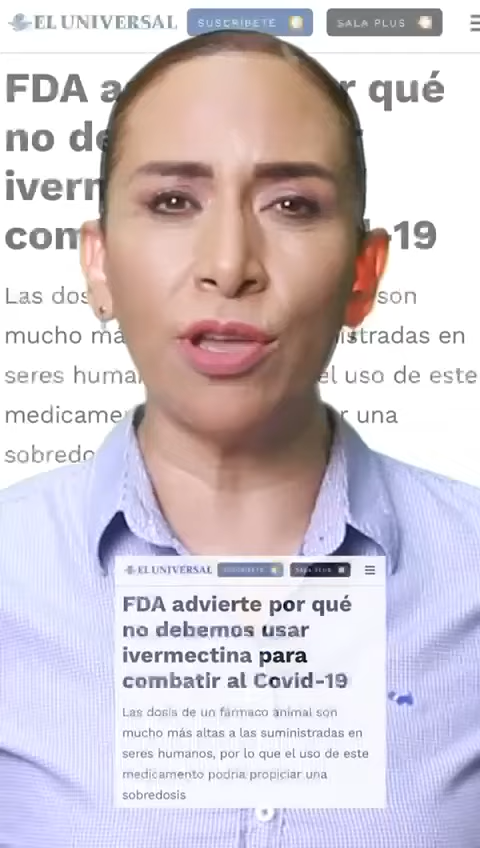 EL UNIVERSAL SUSCRÍBETE SALA PLUS
FDA a r qué
no de
iver
com -19
Las dos son
mucho má istradas en
seres huma el uso de este
medicame r una
sobredo
EL UNIVERSAL SUSCRÍBETE SALA PLUS
FDA advierte por qué
no debemos usar
ivermectina para
combatir al Covid-19
Las dosis de un fármaco animal son
mucho más altas a las suministradas en
seres humanos, por lo que el uso de este
medicamento podría propiciar una
sobredosis